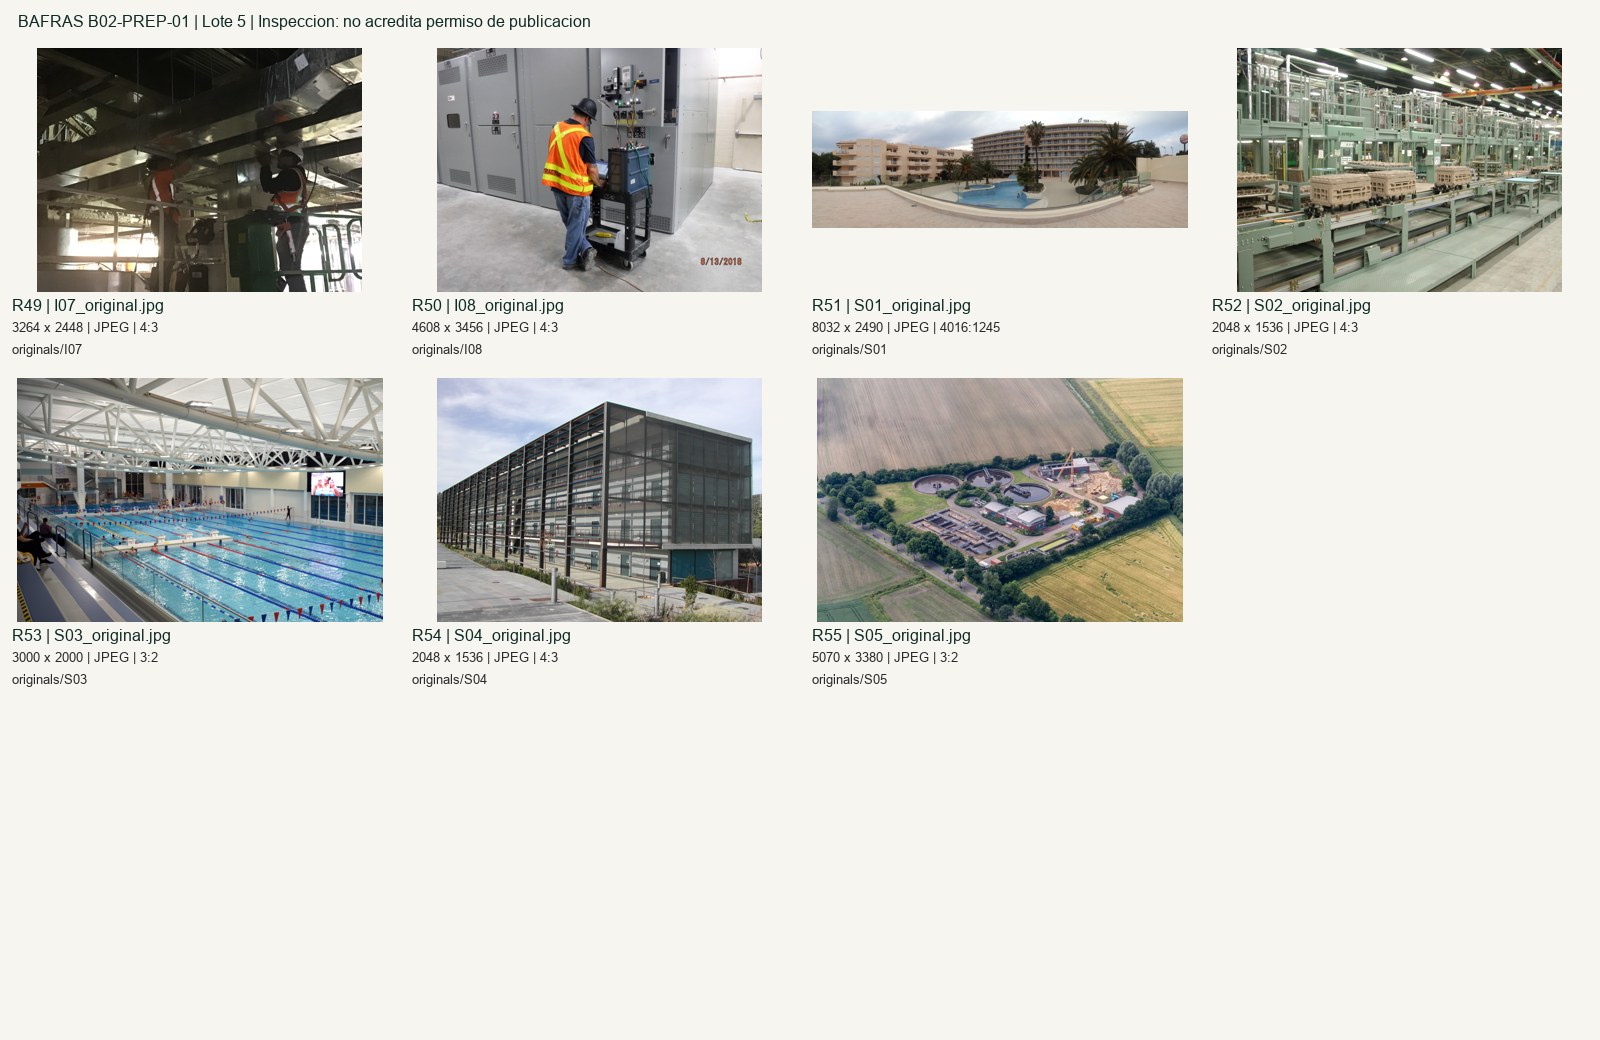 BAFRAS B02-PREP-01 | Lote 5 | Inspeccion: no acredita permiso de publicacion
R49 | I07_original.jpg
3264 x 2448 | JPEG | 4:3
originals/I07
R50 | I08_original.jpg
4608 x 3456 | JPEG | 4:3
originals/I08
R51 | S01_original.jpg
8032 x 2490 | JPEG | 4016:1245
originals/S01
R52 | S02_original.jpg
2048 x 1536 | JPEG | 4:3
originals/S02
R53 | S03_original.jpg
3000 x 2000 | JPEG | 3:2
originals/S03
R54 | S04_original.jpg
2048 x 1536 | JPEG | 4:3
originals/S04
R55 | S05_original.jpg
5070 x 3380 | JPEG | 3:2
originals/S05